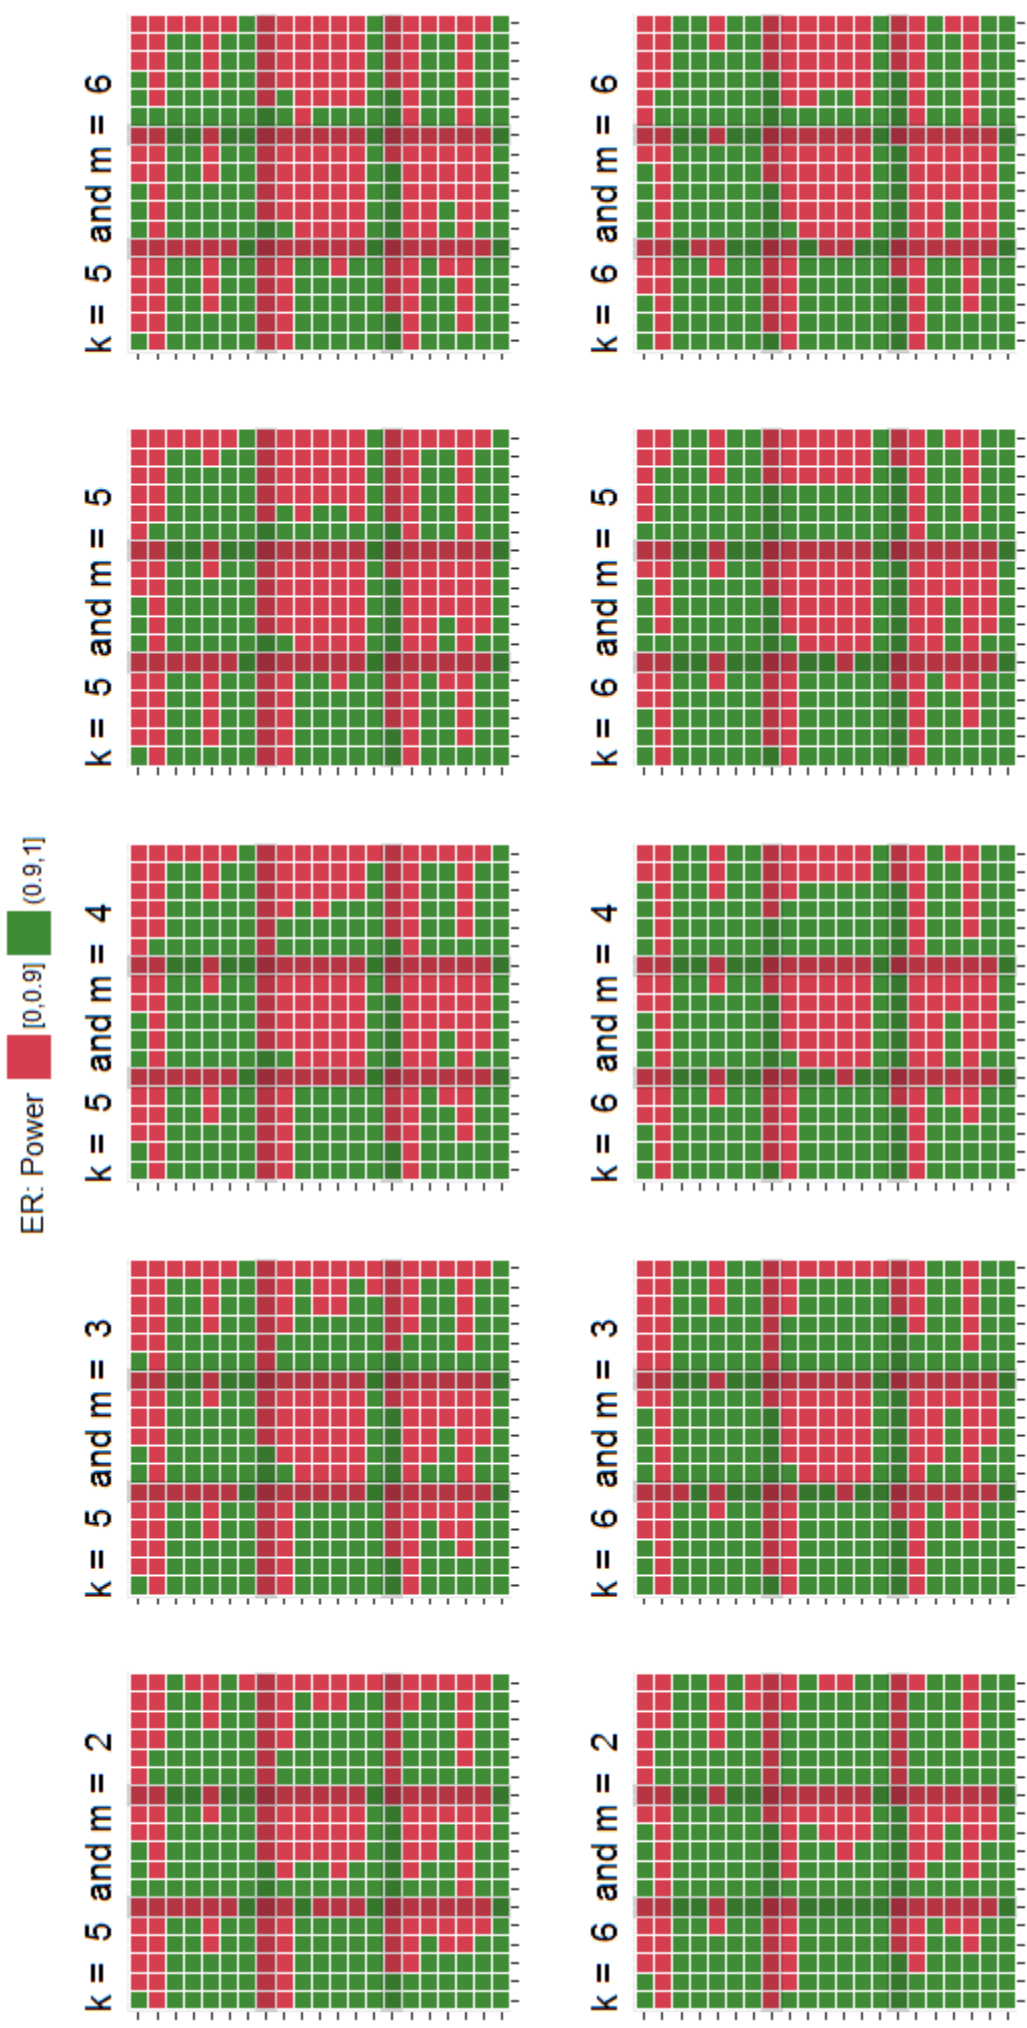 ER: Power [0,0.9] (0.9,1]
k = 5 and m = 2
k = 5 and m = 3
k = 5 and m = 4
k = 5 and m = 5
k = 5 and m = 6
k = 6 and m = 2
k = 6 and m = 3
k = 6 and m = 4
k = 6 and m = 5
k = 6 and m = 6